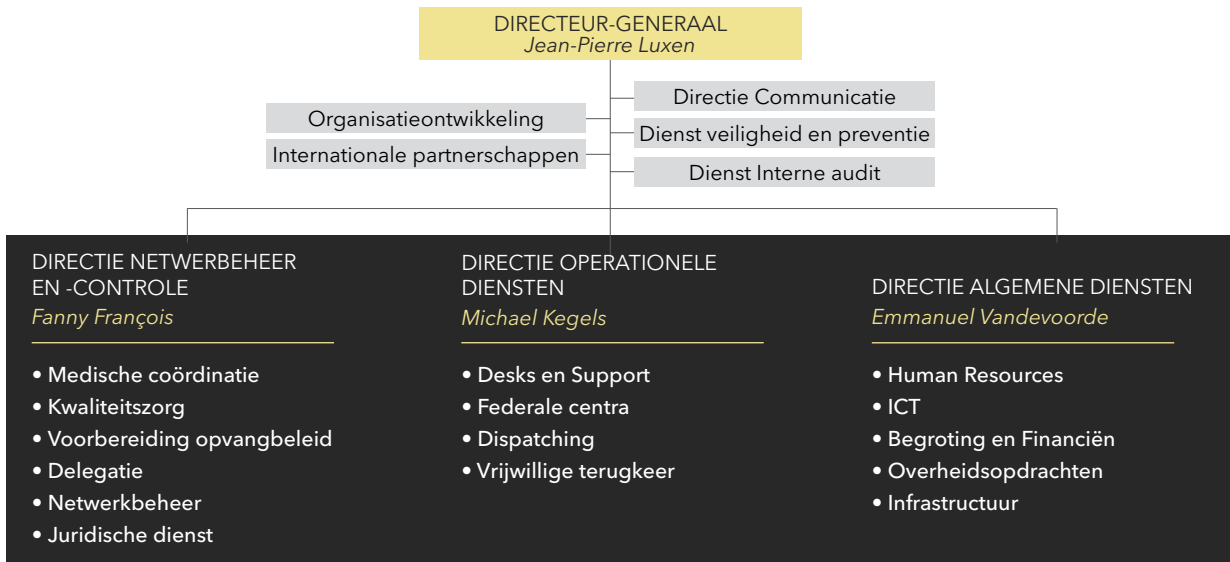 DIRECTEUR-GENERAAL
Jean-Pierre Luxen
Organisatieontwikkeling
Internationale partnerschappen
Directie Communicatie
Dienst veiligheid en preventie
Dienst Interne audit
DIRECTIE NETWERBEHEER
EN -CONTROLE
Fanny François
• Medische coördinatie
• Kwaliteitszorg
• Voorbereiding opvangbeleid
• Delegatie
• Netwerkbeheer
• Juridische dienst
DIRECTIE OPERATIONELE
DIENSTEN
Michael Kegels
• Desks en Support
• Federale centra
• Dispatching
• Vrijwillige terugkeer
DIRECTIE ALGEMENE DIENSTEN
Emmanuel Vandevoorde
• Human Resources
• ICT
• Begroting en Financiën
• Overheidsopdrachten
• Infrastructuur